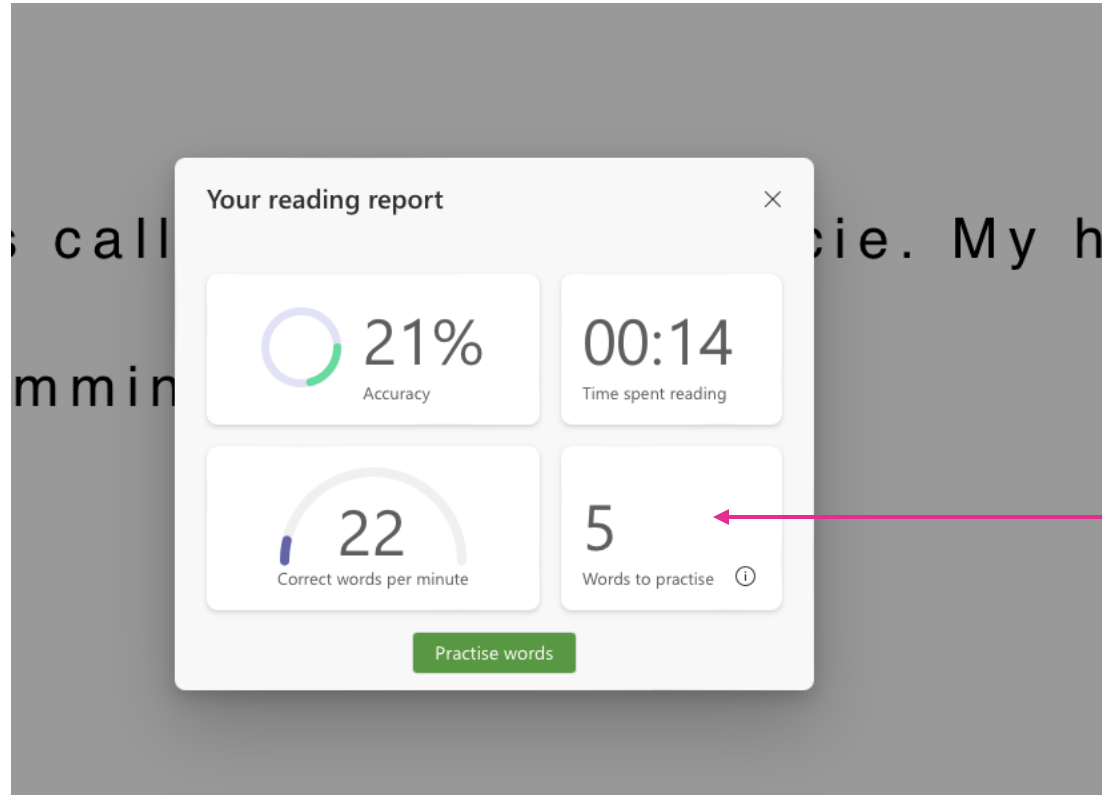 Your reading report
s call cie. My h
21%
Accuracy
00:14
Time spent reading
mmin
22
Correct words per minute
5
Words to practise
Practise words